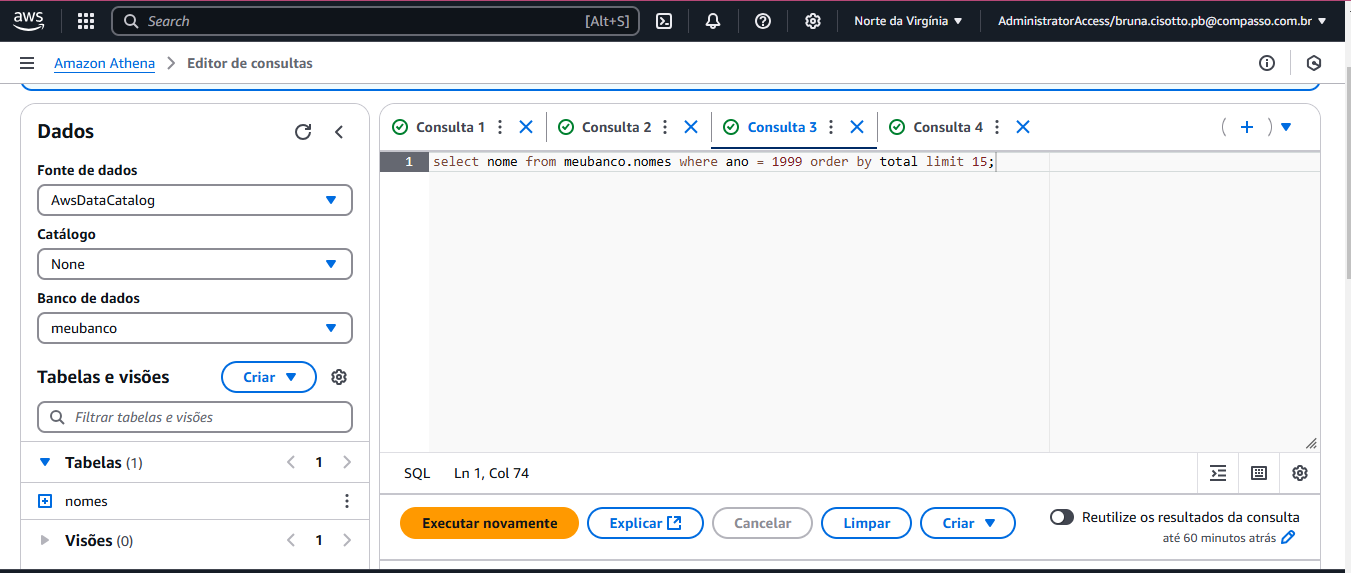 aws Search [Alt+S] Norte da Virgínia AdministratorAccess/bruna.cisotto.pb@compasso.com.br
Amazon Athena Editor de consultas
Dados
Fonte de dados
AwsDataCatalog
Catálogo
None
Banco de dados
meubanco
Tabelas e visões Criar
Filtrar tabelas e visões
Tabelas (1) 1
nomes
Visões (0) 1
Consulta 1 Consulta 2 Consulta 3 Consulta 4
1 select nome from meubanco.nomes where ano = 1999 order by total limit 15;
SQL Ln 1, Col 74
Executar novamente Explicar Cancelar Limpar Criar Reutilize os resultados da consulta
até 60 minutos atrás